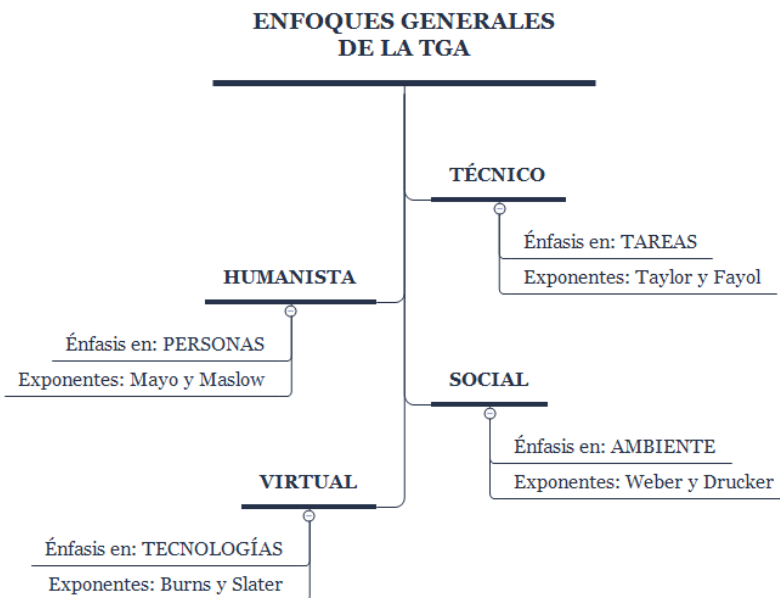 ENFOQUES GENERALES
DE LA TGA
TÉCNICO
Énfasis en: TAREAS
Exponentes: Taylor y Fayol
HUMANISTA
Énfasis en: PERSONAS
Exponentes: Mayo y Maslow
SOCIAL
Énfasis en: AMBIENTE
Exponentes: Weber y Drucker
VIRTUAL
Énfasis en: TECNOLOGÍAS
Exponentes: Burns y Slater